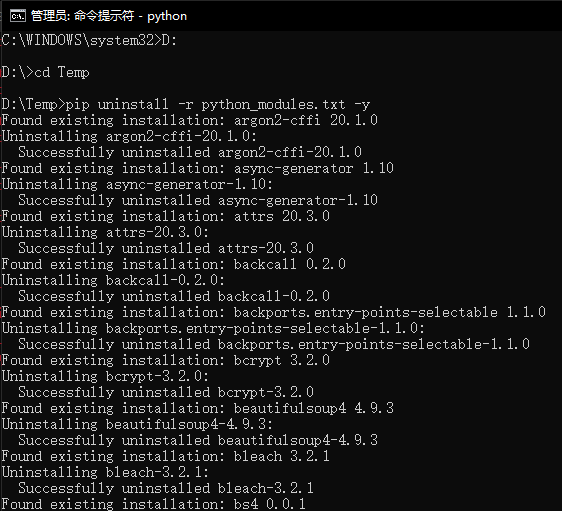 管理员: 命令提示符 - python
C:\WINDOWS\system32>D:
D:\>cd Temp
D:\Temp>pip uninstall -r python_modules.txt -y
Found existing installation: argon2-cffi 20.1.0
Uninstalling argon2-cffi-20.1.0:
Successfully uninstalled argon2-cffi-20.1.0
Found existing installation: async-generator 1.10
Uninstalling async-generator-1.10:
Successfully uninstalled async-generator-1.10
Found existing installation: attrs 20.3.0
Uninstalling attrs-20.3.0:
Successfully uninstalled attrs-20.3.0
Found existing installation: backcall 0.2.0
Uninstalling backcall-0.2.0:
Successfully uninstalled backcall-0.2.0
Found existing installation: backports.entry-points-selectable 1.1.0
Uninstalling backports.entry-points-selectable-1.1.0:
Successfully uninstalled backports.entry-points-selectable-1.1.0
Found existing installation: bcrypt 3.2.0
Uninstalling bcrypt-3.2.0:
Successfully uninstalled bcrypt-3.2.0
Found existing installation: beautifulsoup4 4.9.3
Uninstalling beautifulsoup4-4.9.3:
Successfully uninstalled beautifulsoup4-4.9.3
Found existing installation: bleach 3.2.1
Uninstalling bleach-3.2.1:
Successfully uninstalled bleach-3.2.1
Found existing installation: bs4 0.0.1